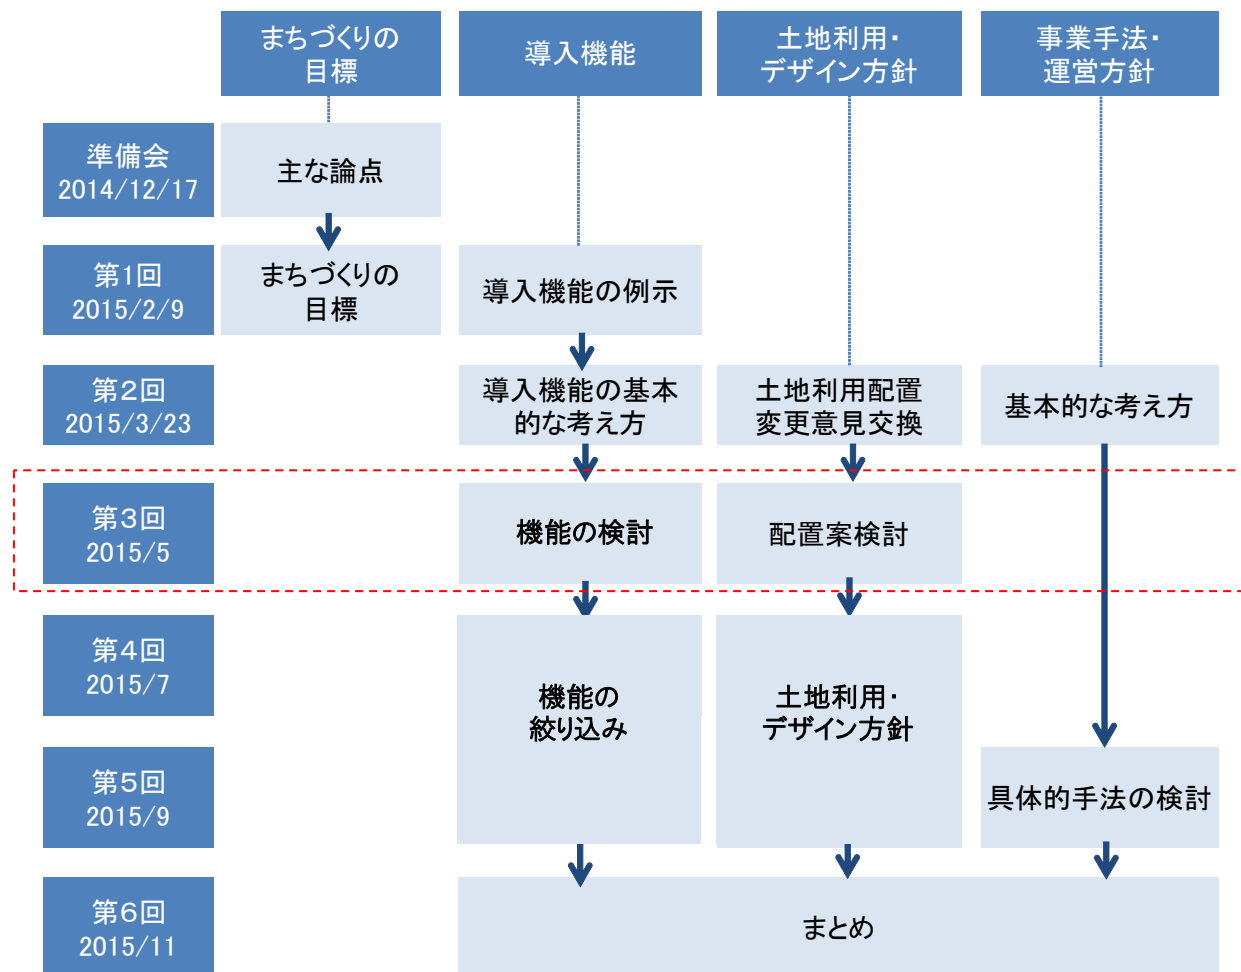 まちづくりの
目標
導入機能
土地利用・
デザイン方針
事業手法・
運営方針
準備会
2014/12/17
主な論点
第1回
2015/2/9
まちづくりの
目標
導入機能の例示
第２回
2015/3/23
導入機能の基本
的な考え方
土地利用配置
変更意見交換
基本的な考え方
第３回
2015/5
機能の検討
配置案検討
第４回
2015/7
機能の
絞り込み
土地利用・
デザイン方針
第５回
2015/9
具体的手法の検討
第６回
2015/11
まとめ